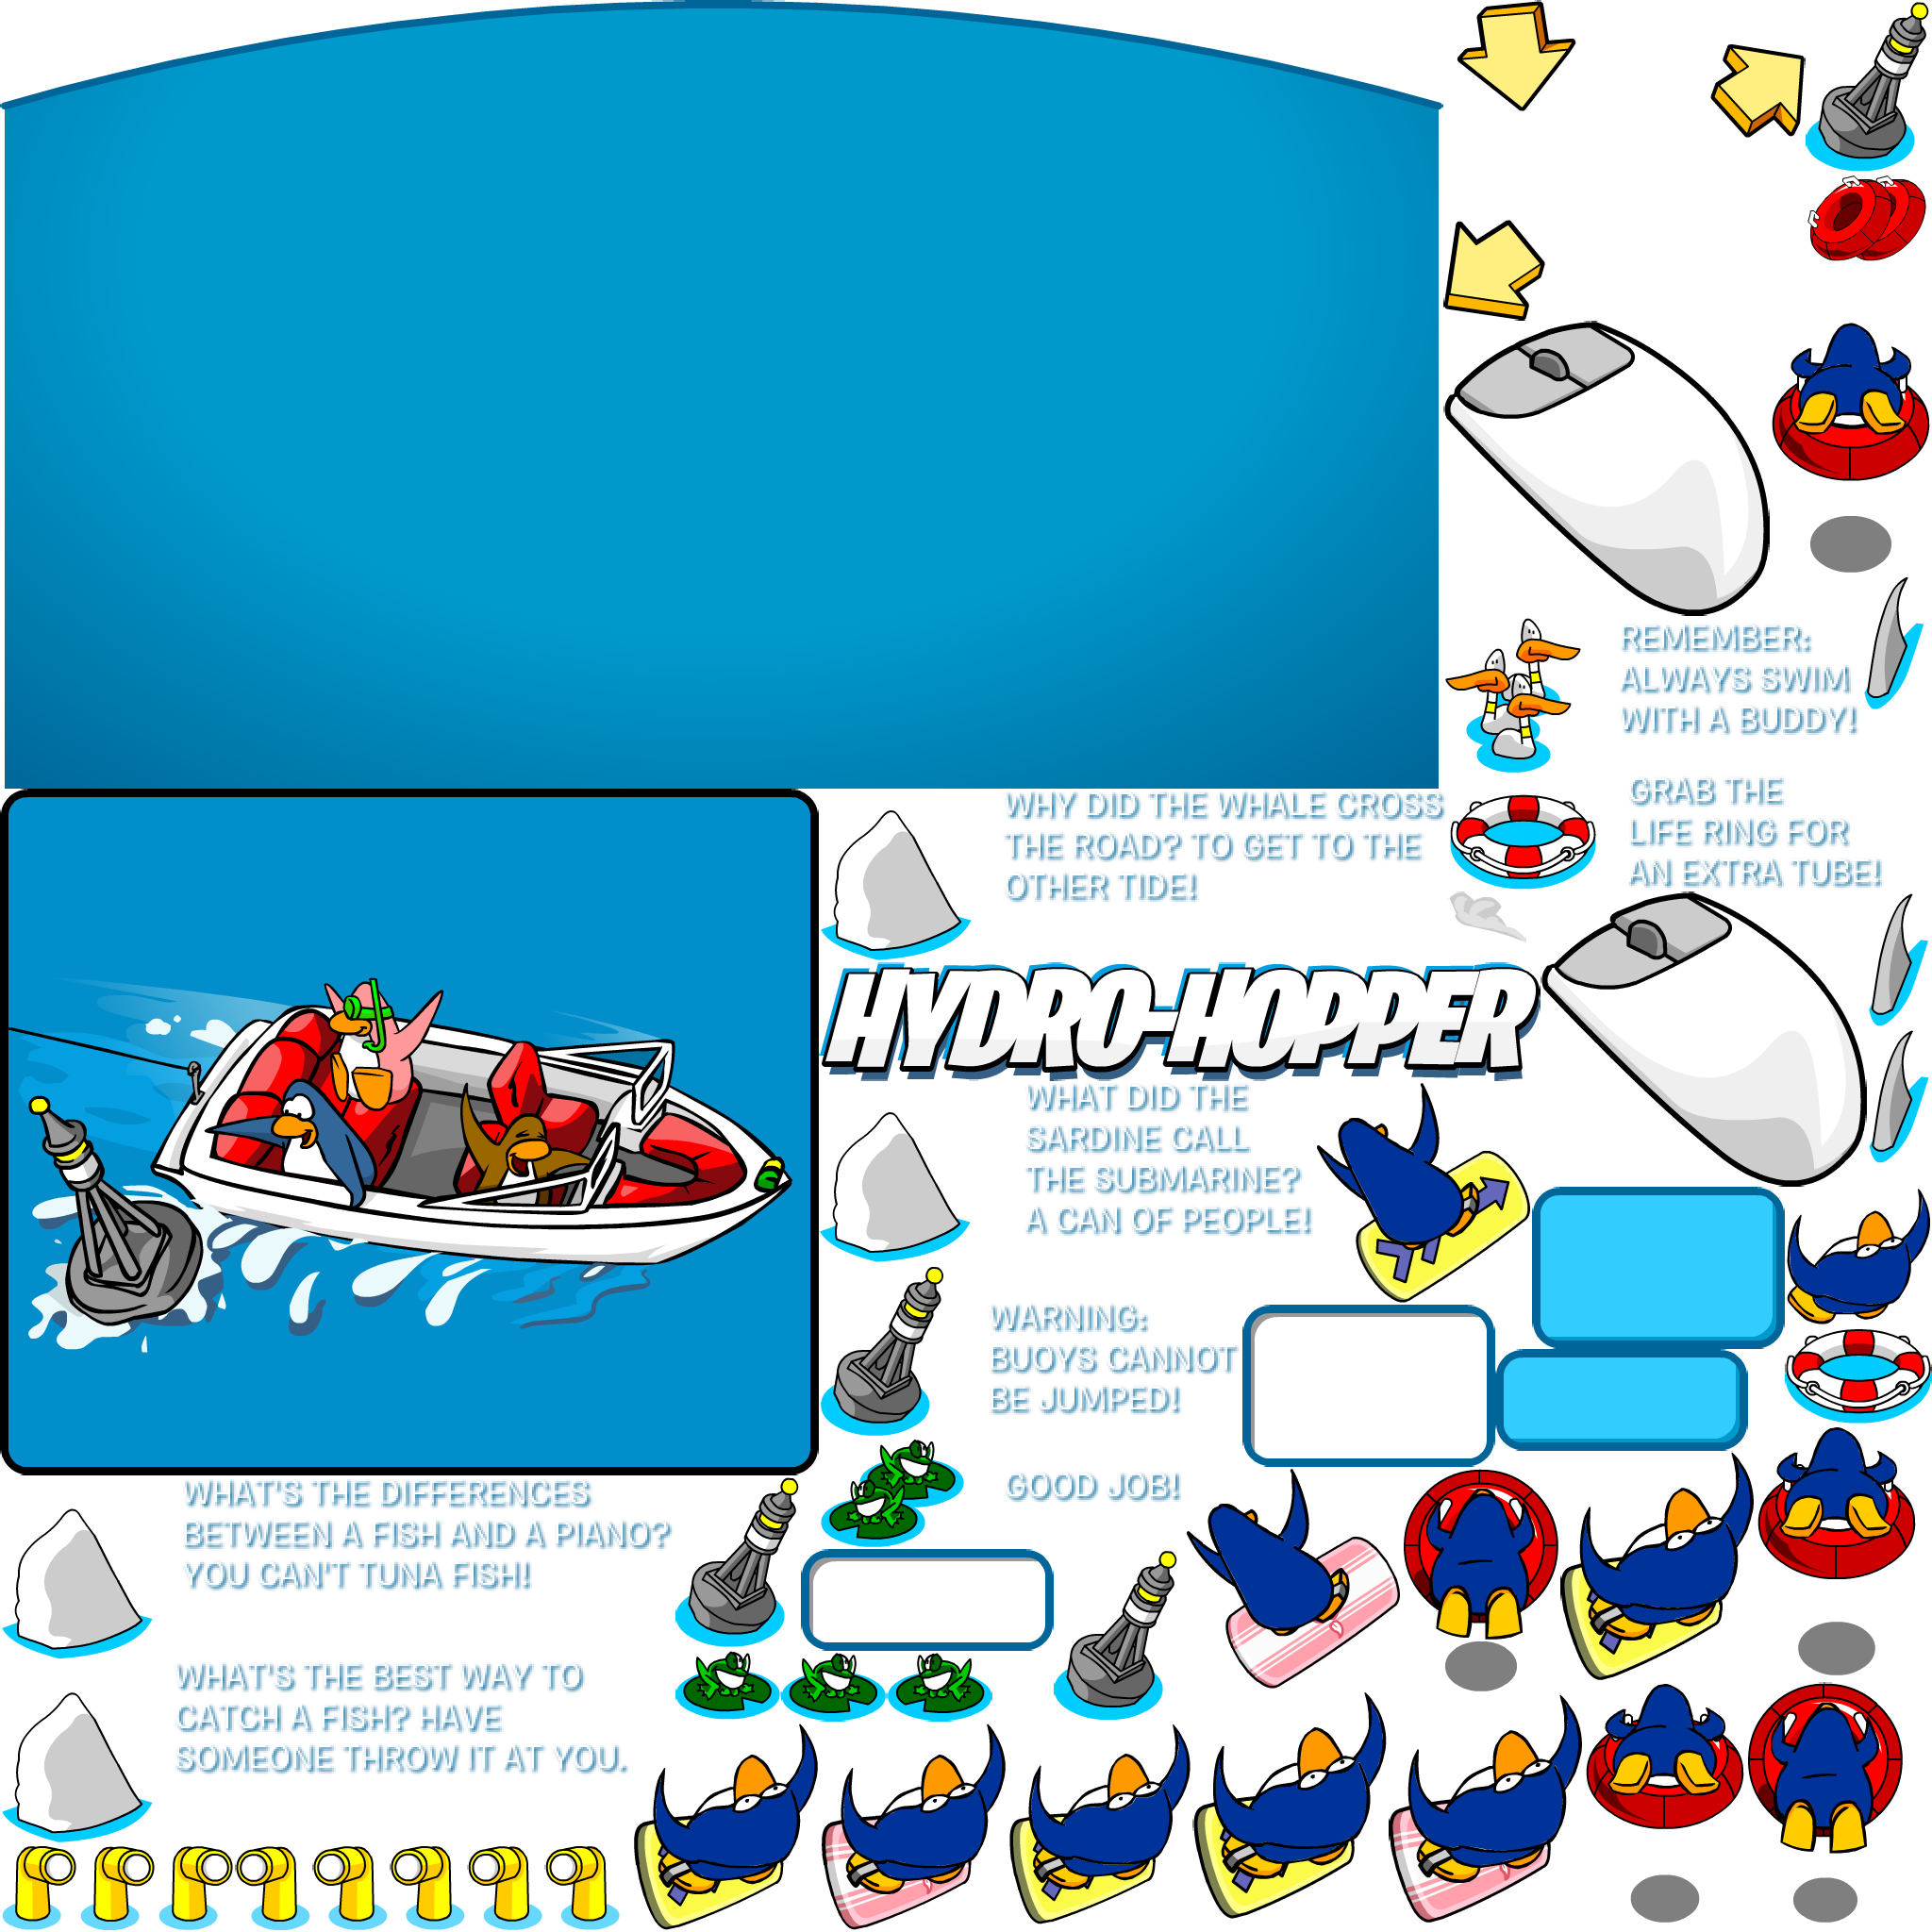 REMEMBER:
ALWAYS SWIM
WITH A BUDDY!
GRAB THE
LIFE RING FOR
AN EXTRA TUBE!
WHY DID THE WHALE CROSS
THE ROAD? TO GET TO THE
OTHER TIDE!
HYDRO-HOPPER
WHAT DID THE
SARDINE CALL
THE SUBMARINE?
A CAN OF PEOPLE!
WARNING:
BUOYS CANNOT
BE JUMPED!
GOOD JOB!
WHAT'S THE DIFFERENCES
BETWEEN A FISH AND A PIANO?
YOU CAN'T TUNA FISH!
WHAT'S THE BEST WAY TO
CATCH A FISH? HAVE
SOMEONE THROW IT AT YOU.